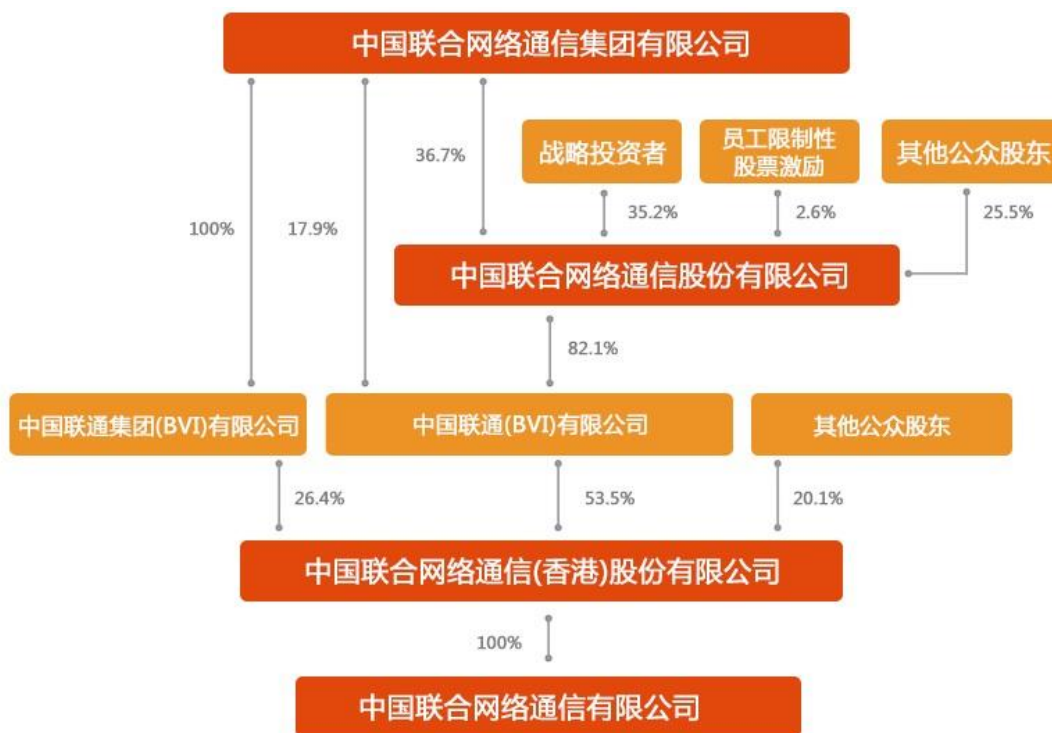 中国联合网络通信集团有限公司
36.7%
战略投资者
员工限制性
股票激励
其他公众股东
100%
17.9%
35.2%
2.6%
25.5%
中国联合网络通信股份有限公司
82.1%
中国联通集团(BVI)有限公司
中国联通(BVI)有限公司
其他公众股东
26.4%
53.5%
20.1%
中国联合网络通信(香港)股份有限公司
100%
中国联合网络通信有限公司